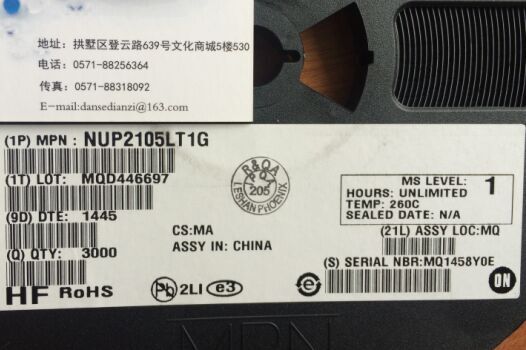 地址：拱墅区登云路639号文化商城5楼530
电话：0571-88256364
传真：0571-88318092
E-mail:dansedianzi@163.com
(1P) MPN : NUP2105LT1G
(1T) LOT: MQD446697
(9D) DTE: 1445
(Q) QTY: 3000
HF RoHS
R&QA
205
LESHAN PHOENIX
CS:MA
ASSY IN: CHINA
MS LEVEL: 1
HOURS: UNLIMITED
TEMP: 260C
SEALED DATE: N/A
(21L) ASSY LOC:MQ
(S) SERIAL NBR:MQ1458Y0E
Pb 2LI e3
ON